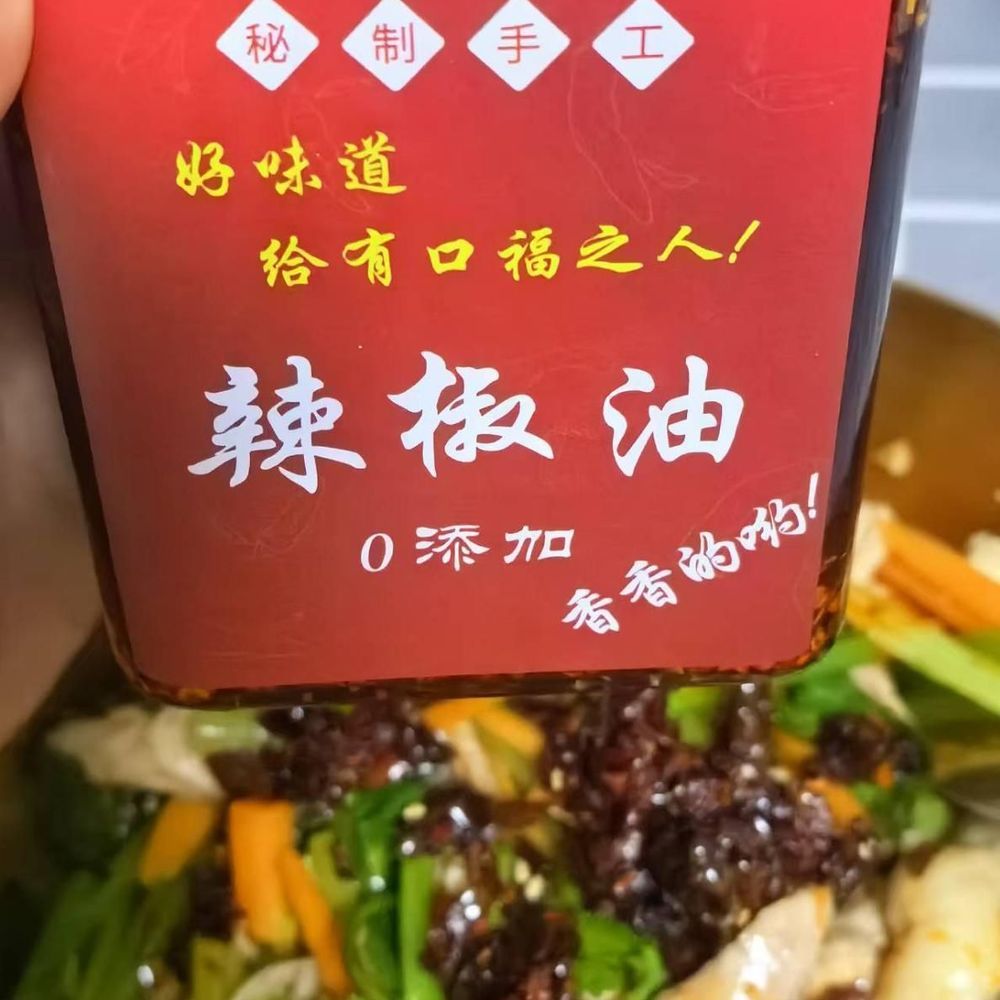 秘制手工
好味道
给有口福之人!
辣椒油
0添加
香香的哟!